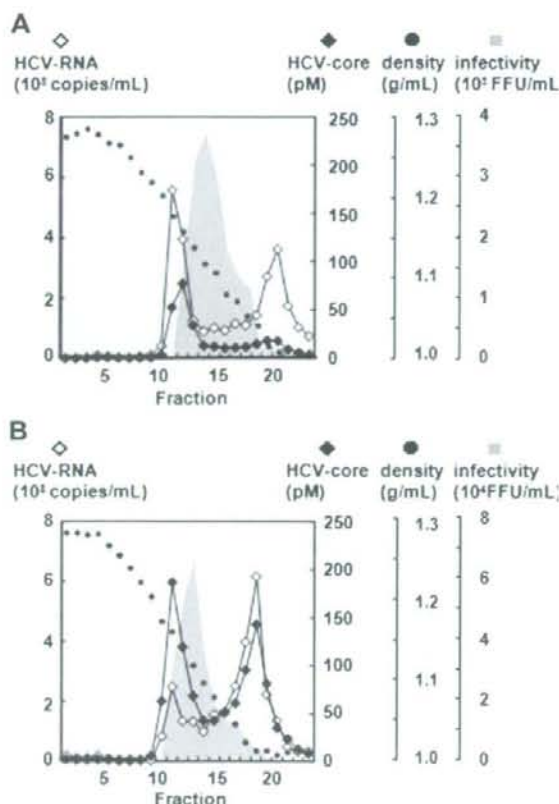 A
HCV-RNA HCV-core density infectivity
(10⁵ copies/mL) (pM) (g/mL) (10³ FFU/mL)
8 250 1.3 4
6 200 1.2 3
4 150 2
100 1.1
2 50 1
0 0 1.0 0
5 10 15 20
Fraction
B
HCV-RNA HCV-core density infectivity
(pM) (g/mL) (10⁴FFU/mL)
8 250 1.3 8
6 200 1.2 6
4 150 4
100 1.1
2 50 2
0 0 1.0 0
5 10 15 20
Fraction